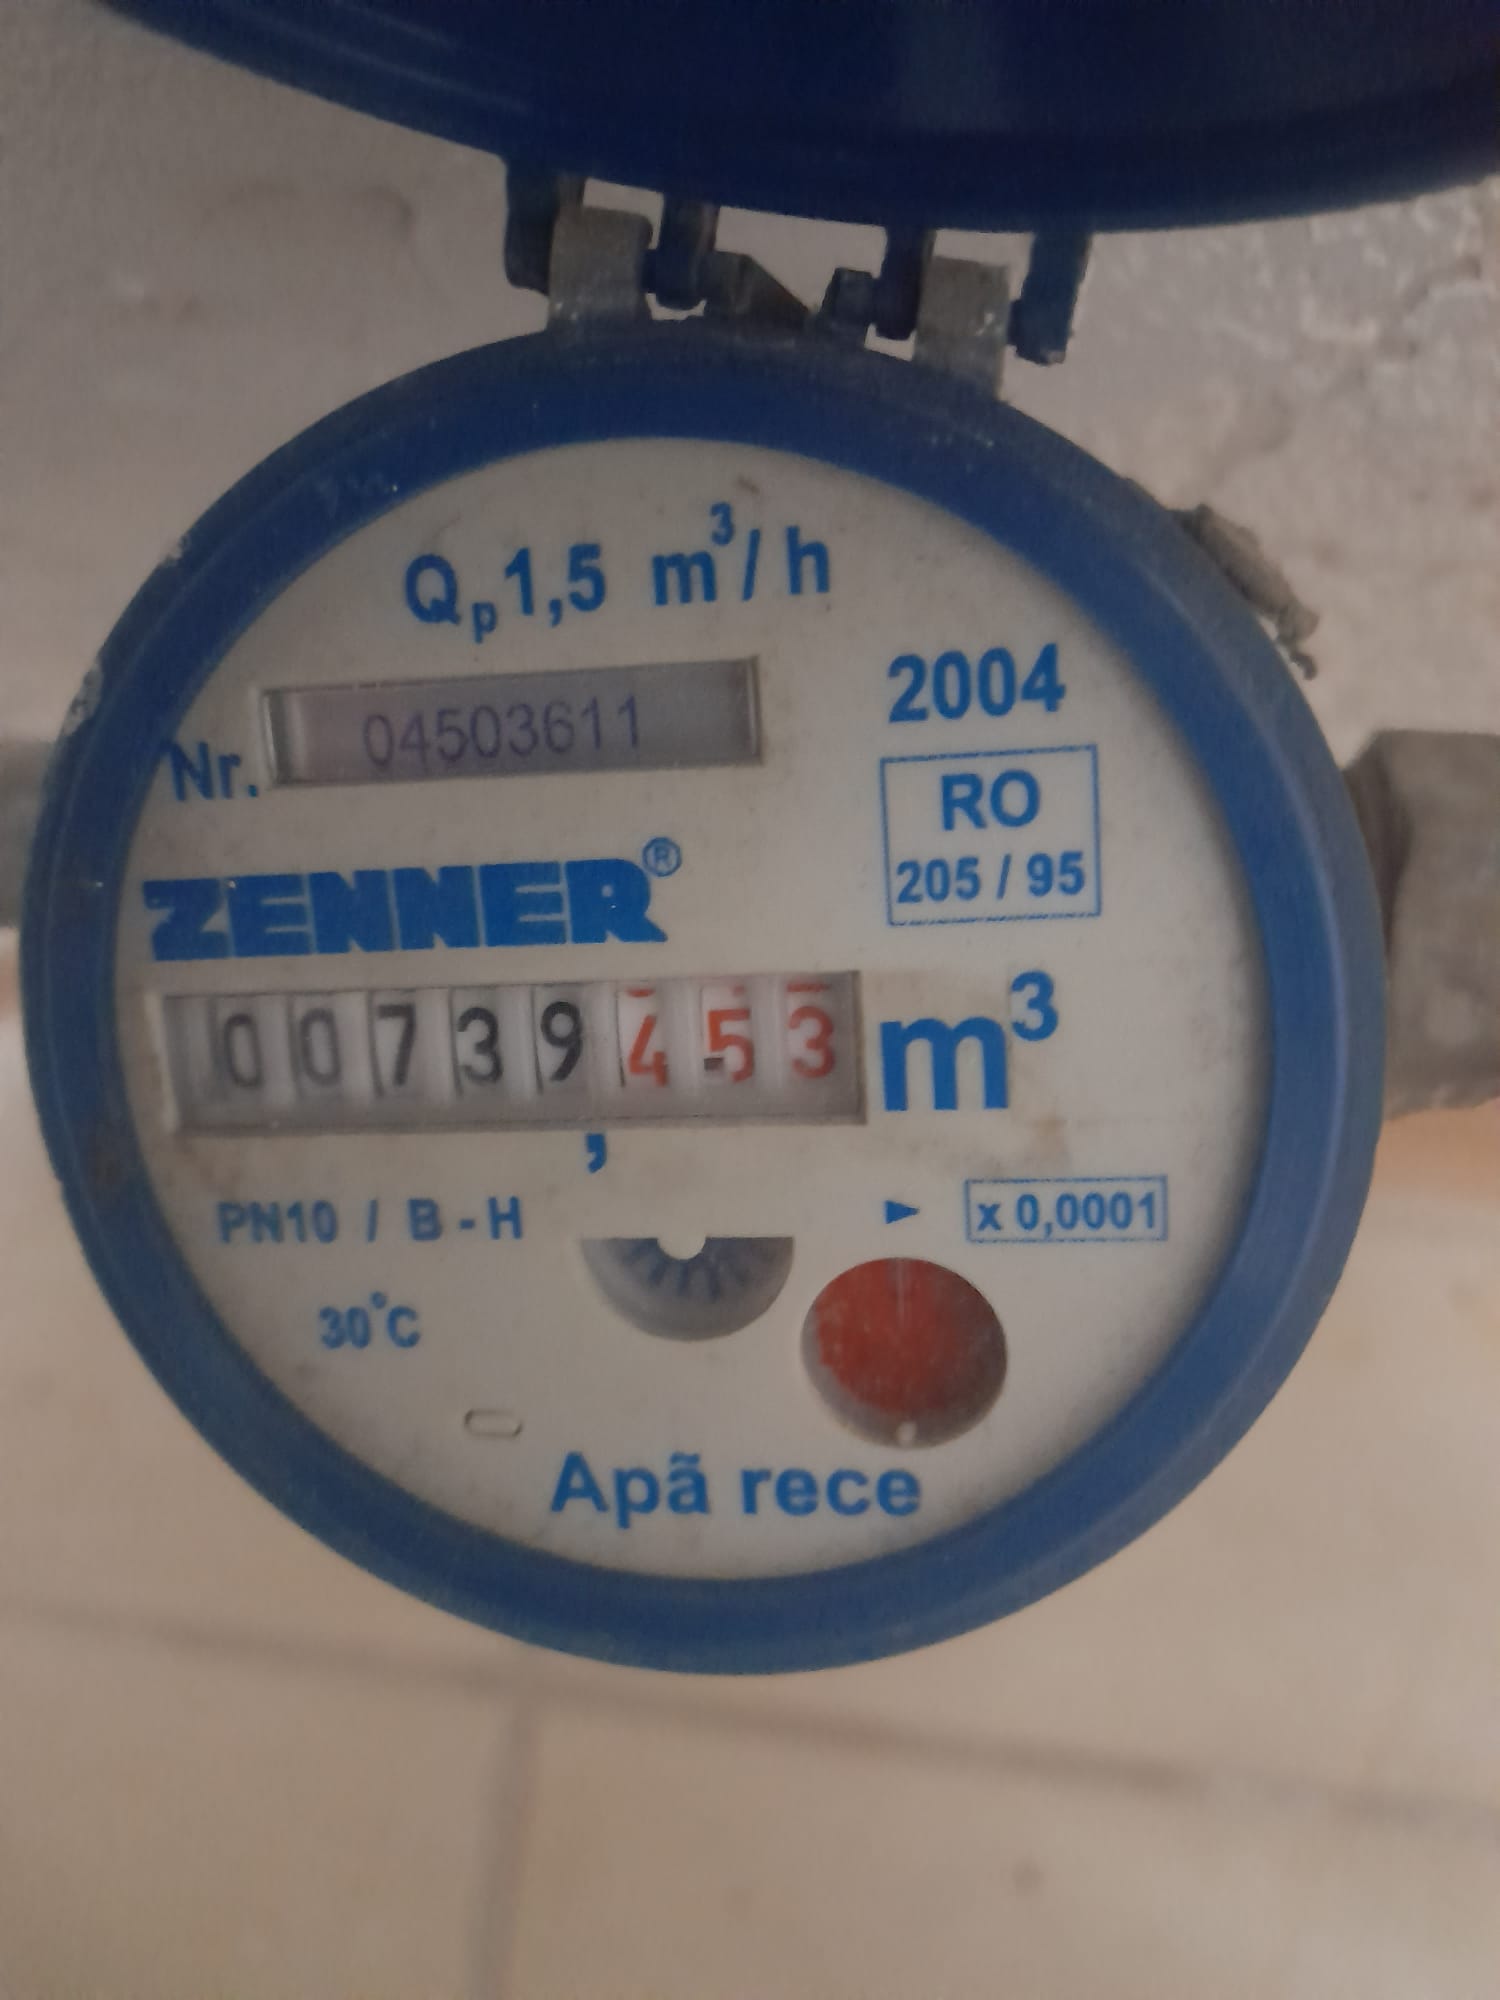 Qp 1,5 m³/h
2004
Nr. 04503611
RO
205 / 95
ZENNER®
00739453 m³
,
PN10 / B - H
► x 0,0001
30°C
Apã rece